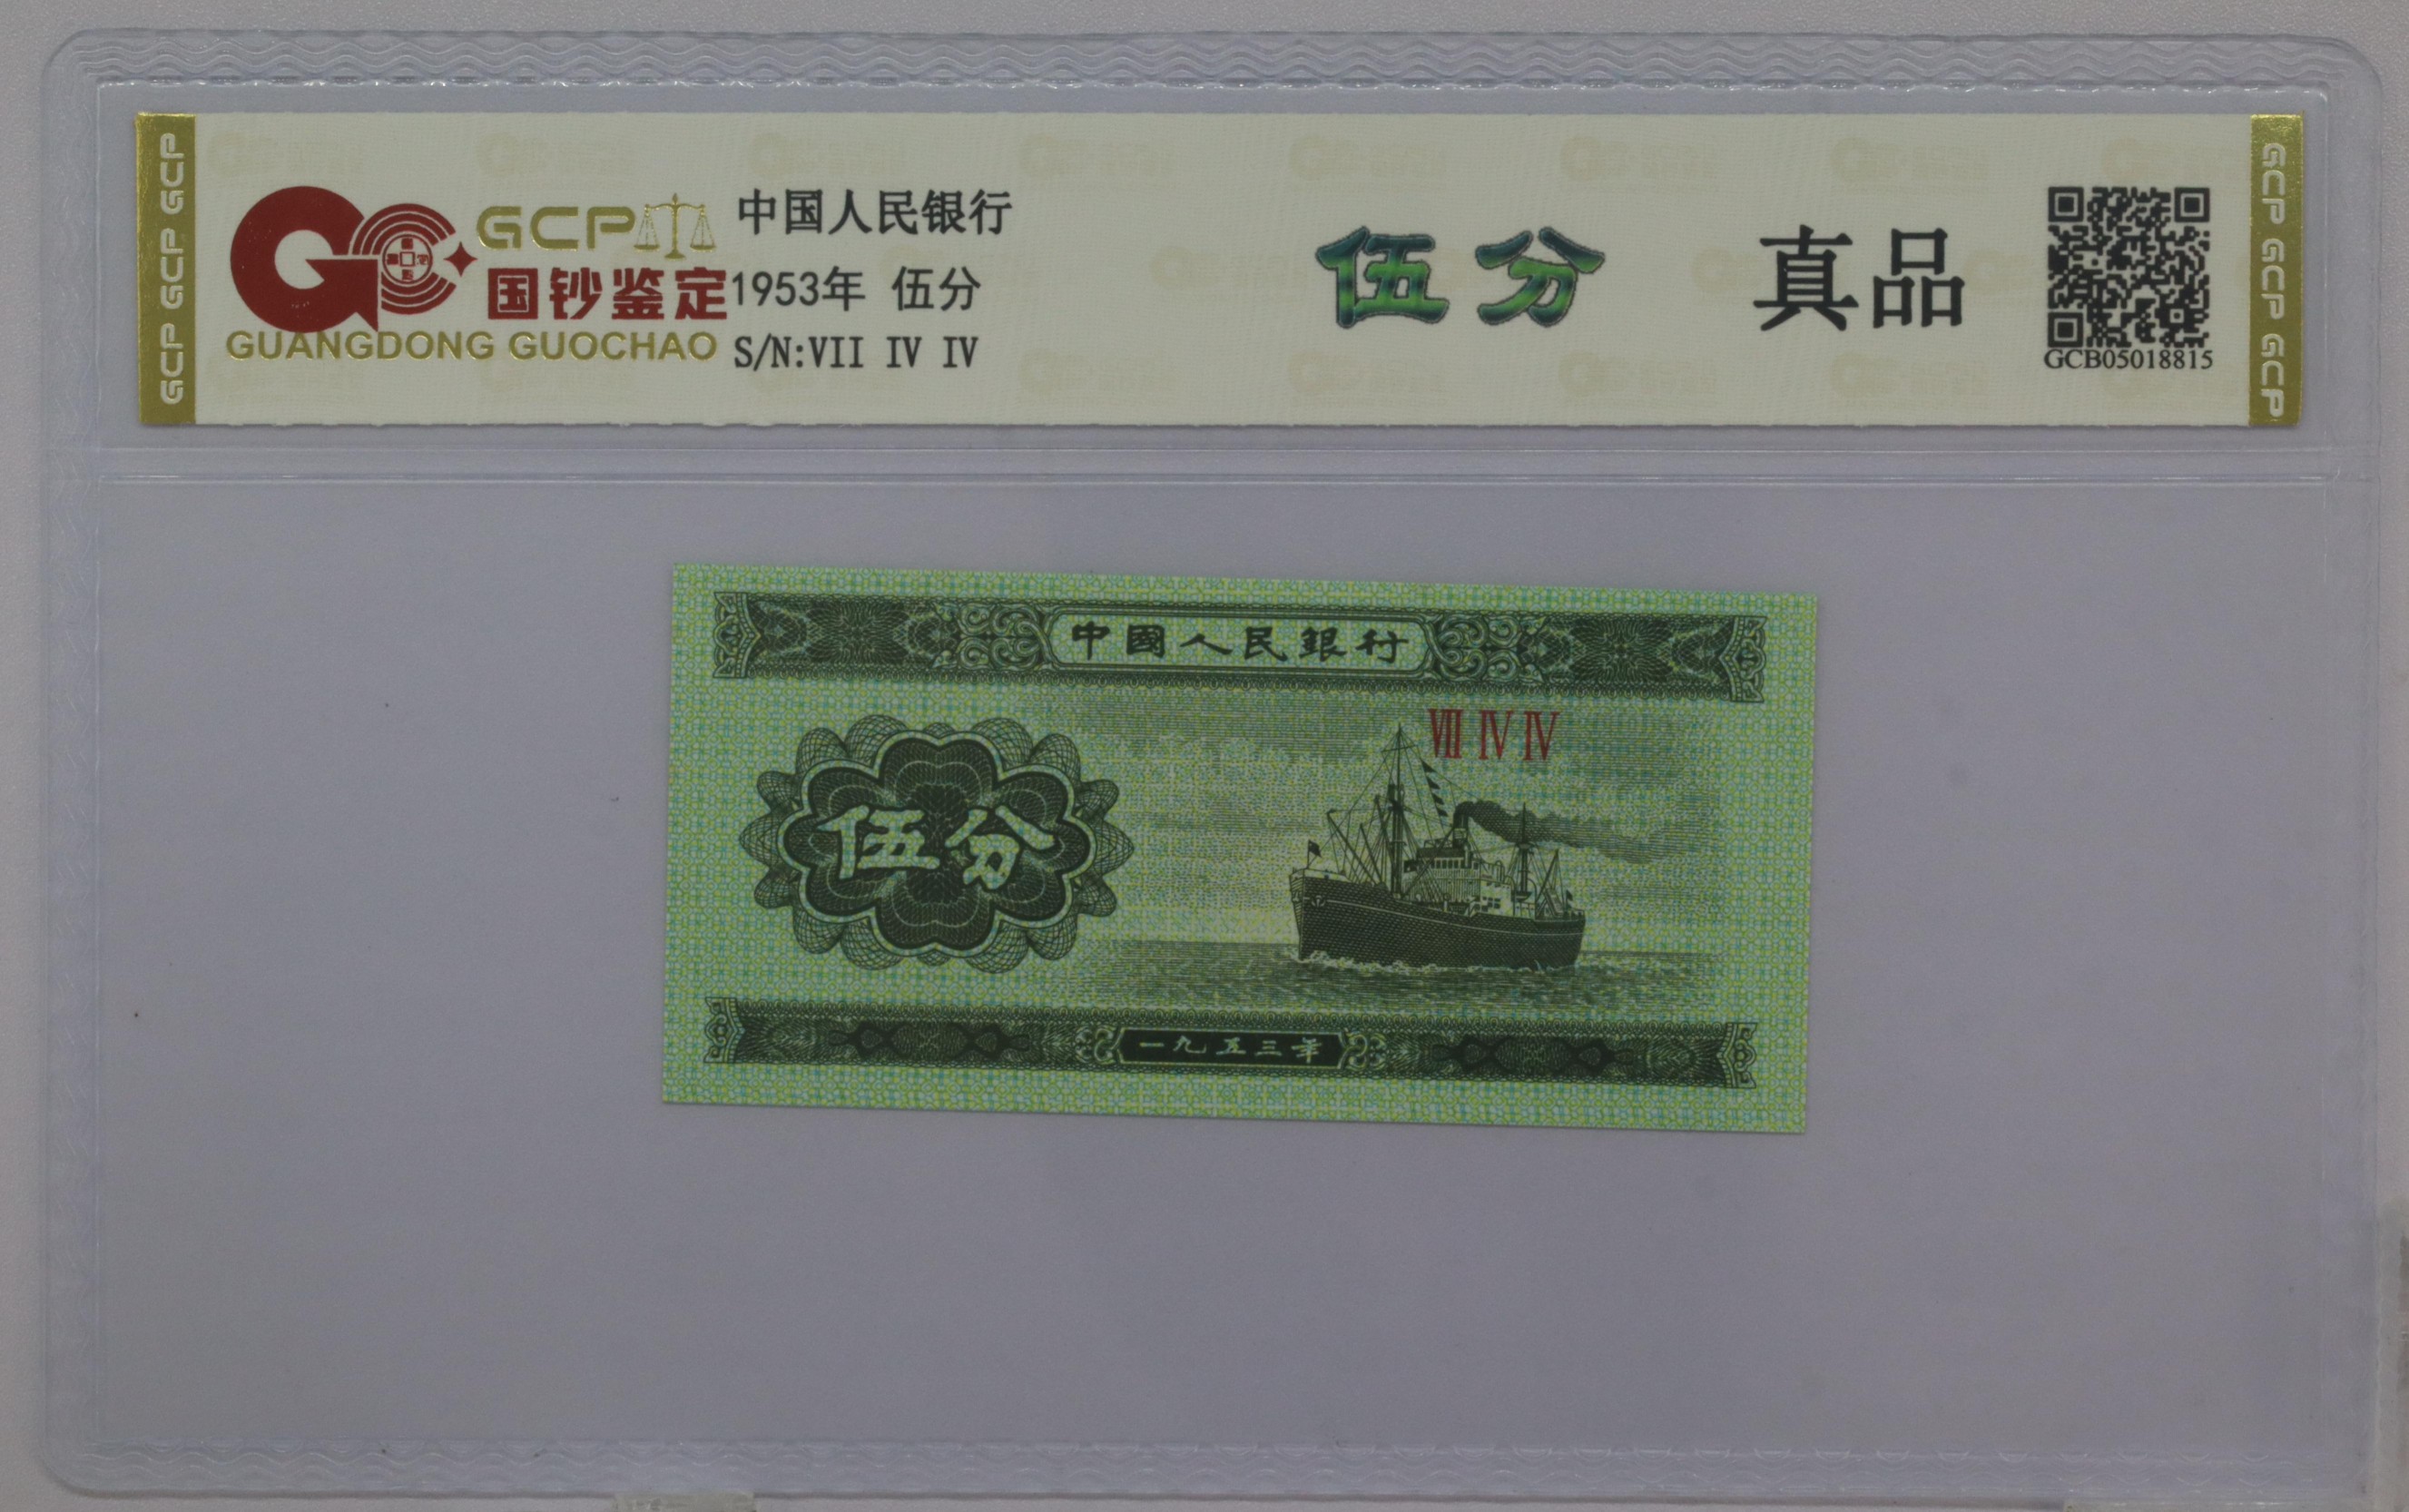 GCP GCP GCP
GCP
国钞鉴定
GUANGDONG GUOCHAO
中国人民银行
1953年 伍分
S/N:VII IV IV
伍分
真品
GCB05018815
GCP GCP GCP
中國人民銀行
VII IV IV
伍分
一九五三年